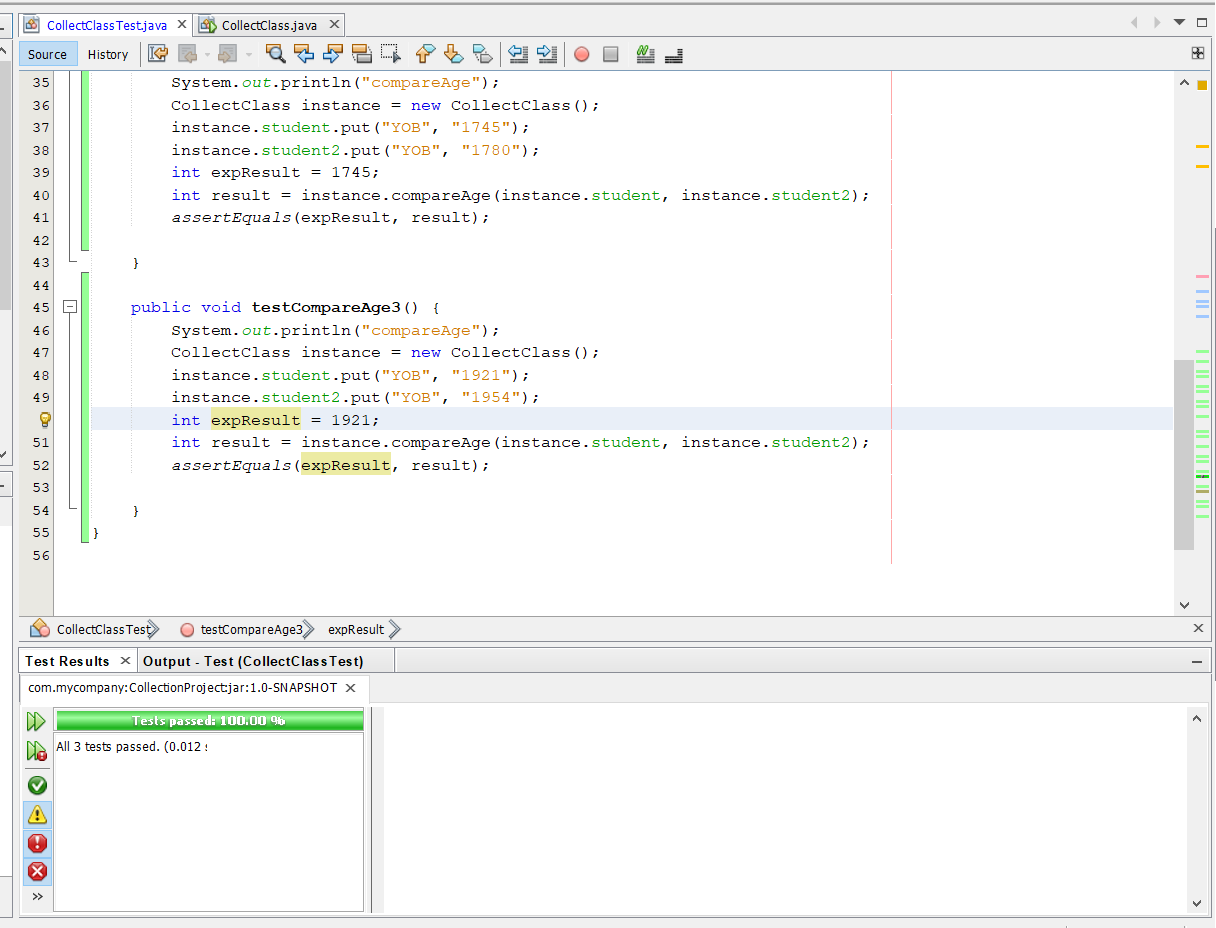 CollectClassTest.java CollectClass.java
Source History
35 System.out.println("compareAge");
36 CollectClass instance = new CollectClass();
37 instance.student.put("YOB", "1745");
38 instance.student2.put("YOB", "1780");
39 int expResult = 1745;
40 int result = instance.compareAge(instance.student, instance.student2);
41 assertEquals(expResult, result);
42
43 }
44
45 public void testCompareAge3() {
46 System.out.println("compareAge");
47 CollectClass instance = new CollectClass();
48 instance.student.put("YOB", "1921");
49 instance.student2.put("YOB", "1954");
int expResult = 1921;
51 int result = instance.compareAge(instance.student, instance.student2);
52 assertEquals(expResult, result);
53
54 }
55 }
56
CollectClassTest testCompareAge3 expResult
Test Results Output - Test (CollectClassTest)
com.mycompany:CollectionProject:jar:1.0-SNAPSHOT
Tests passed: 100.00 %
All 3 tests passed. (0.012 s